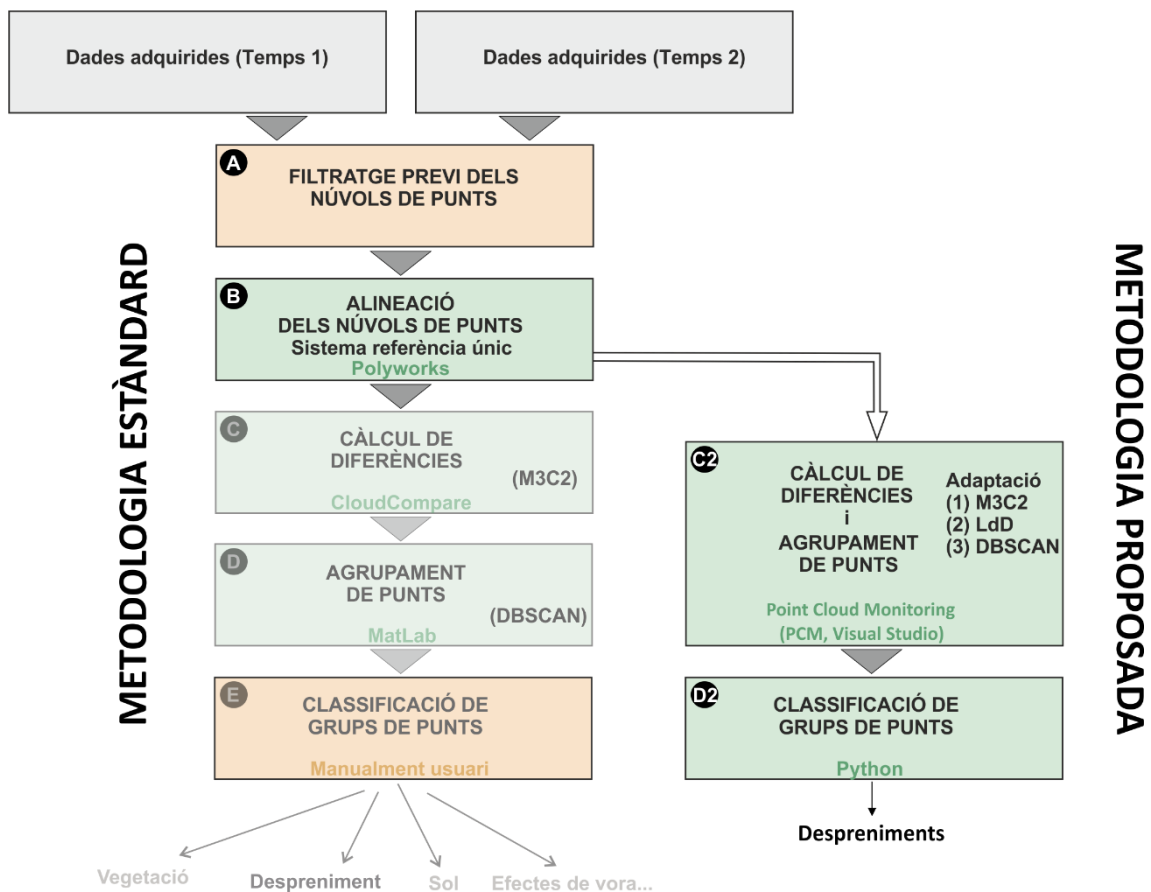 Dades adquirides (Temps 1)
Dades adquirides (Temps 2)
A
FILTRATGE PREVI DELS
NÚVOLS DE PUNTS
METODOLOGIA ESTÀNDARD
B
ALINEACIÓ
DELS NÚVOLS DE PUNTS
Sistema referència únic
Polyworks
C
CÀLCUL DE
DIFERÈNCIES
(M3C2)
CloudCompare
D
AGRUPAMENT
DE PUNTS
(DBSCAN)
MatLab
E
CLASSIFICACIÓ DE
GRUPS DE PUNTS
Manualment usuari
Vegetació
Despreniment
Sol
Efectes de vora...
METODOLOGIA PROPOSADA
C2
CÀLCUL DE
DIFERÈNCIES
i
AGRUPAMENT
DE PUNTS
Adaptació
(1) M3C2
(2) LdD
(3) DBSCAN
Point Cloud Monitoring
(PCM, Visual Studio)
D2
CLASSIFICACIÓ DE
GRUPS DE PUNTS
Python
Despreniments